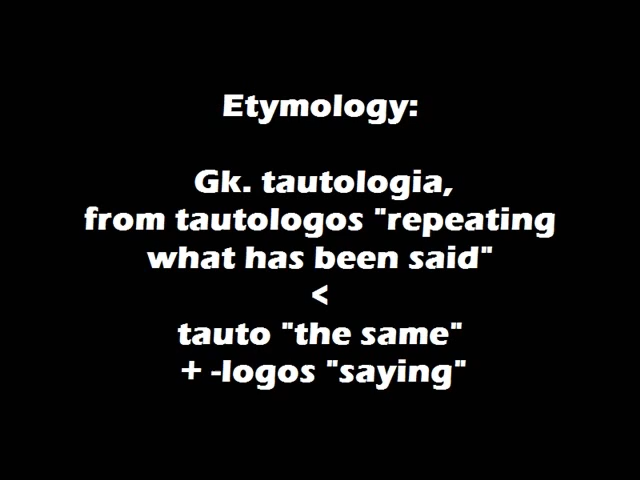 Etymology:
Gk. tautologia,
from tautologos "repeating
what has been said"
<
tauto "the same"
+ -logos "saying"